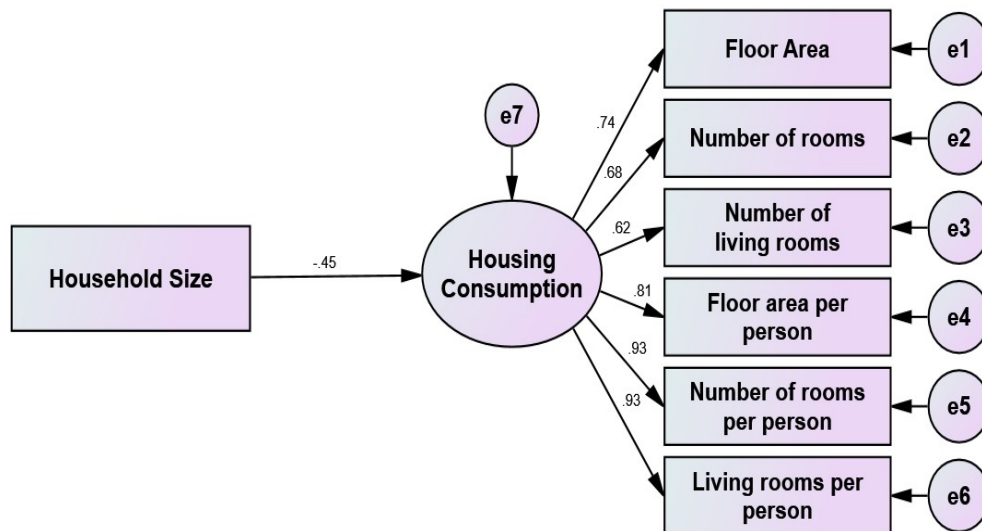 Floor Area
e1
.74
e7
Number of rooms
e2
.68
Number of
living rooms
e3
.62
Household Size
-.45
Housing
Consumption
Floor area per
person
e4
.81
Number of rooms
per person
e5
.93
Living rooms per
person
e6
.93